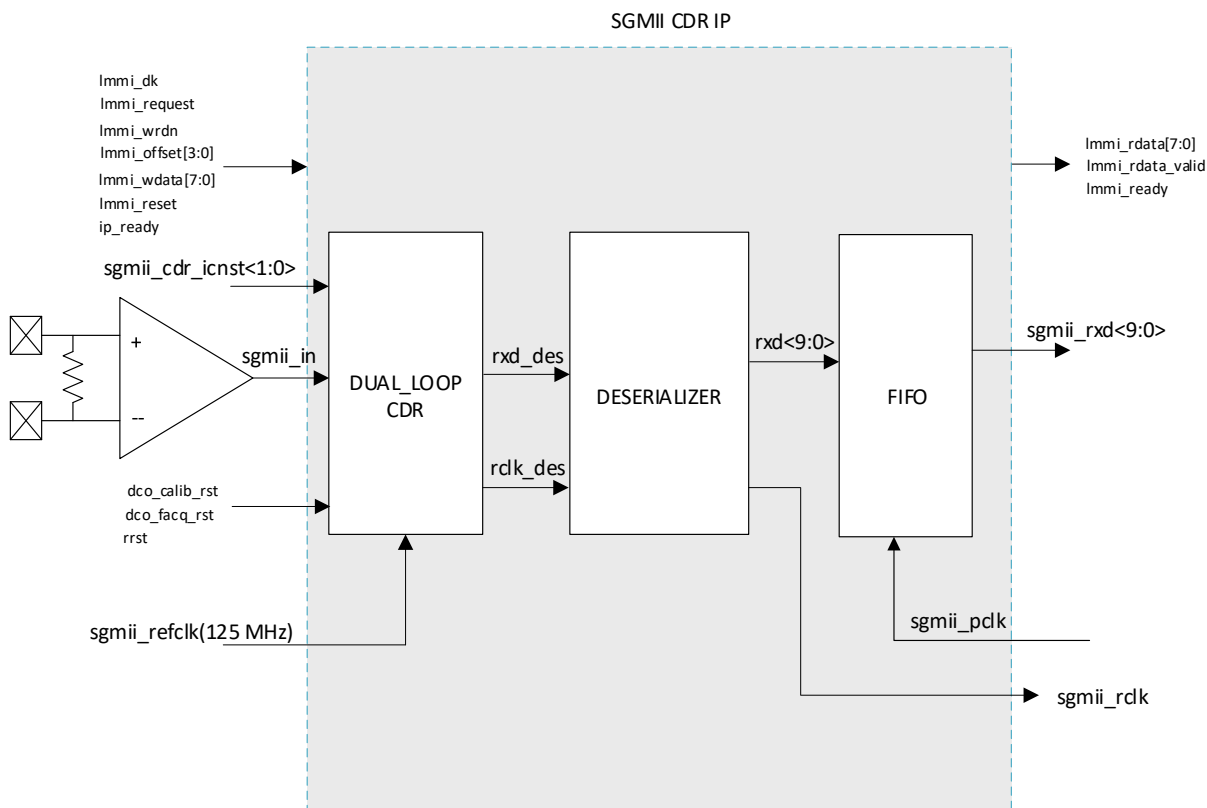 SGMII CDR IP
lmmi_clk
lmmi_request
lmmi_wrdn
lmmi_offset[3:0]
lmmi_wdata[7:0]
lmmi_reset
ip_ready
lmmi_rdata[7:0]
lmmi_rdata_valid
lmmi_ready
sgmii_cdr_icnst<1:0>
+
--
sgmii_in
DUAL_LOOP
CDR
rxd_des
rclk_des
DESERIALIZER
rxd<9:0>
FIFO
sgmii_rxd<9:0>
dco_calib_rst
dco_facq_rst
rrst
sgmii_refclk(125 MHz)
sgmii_pclk
sgmii_rclk